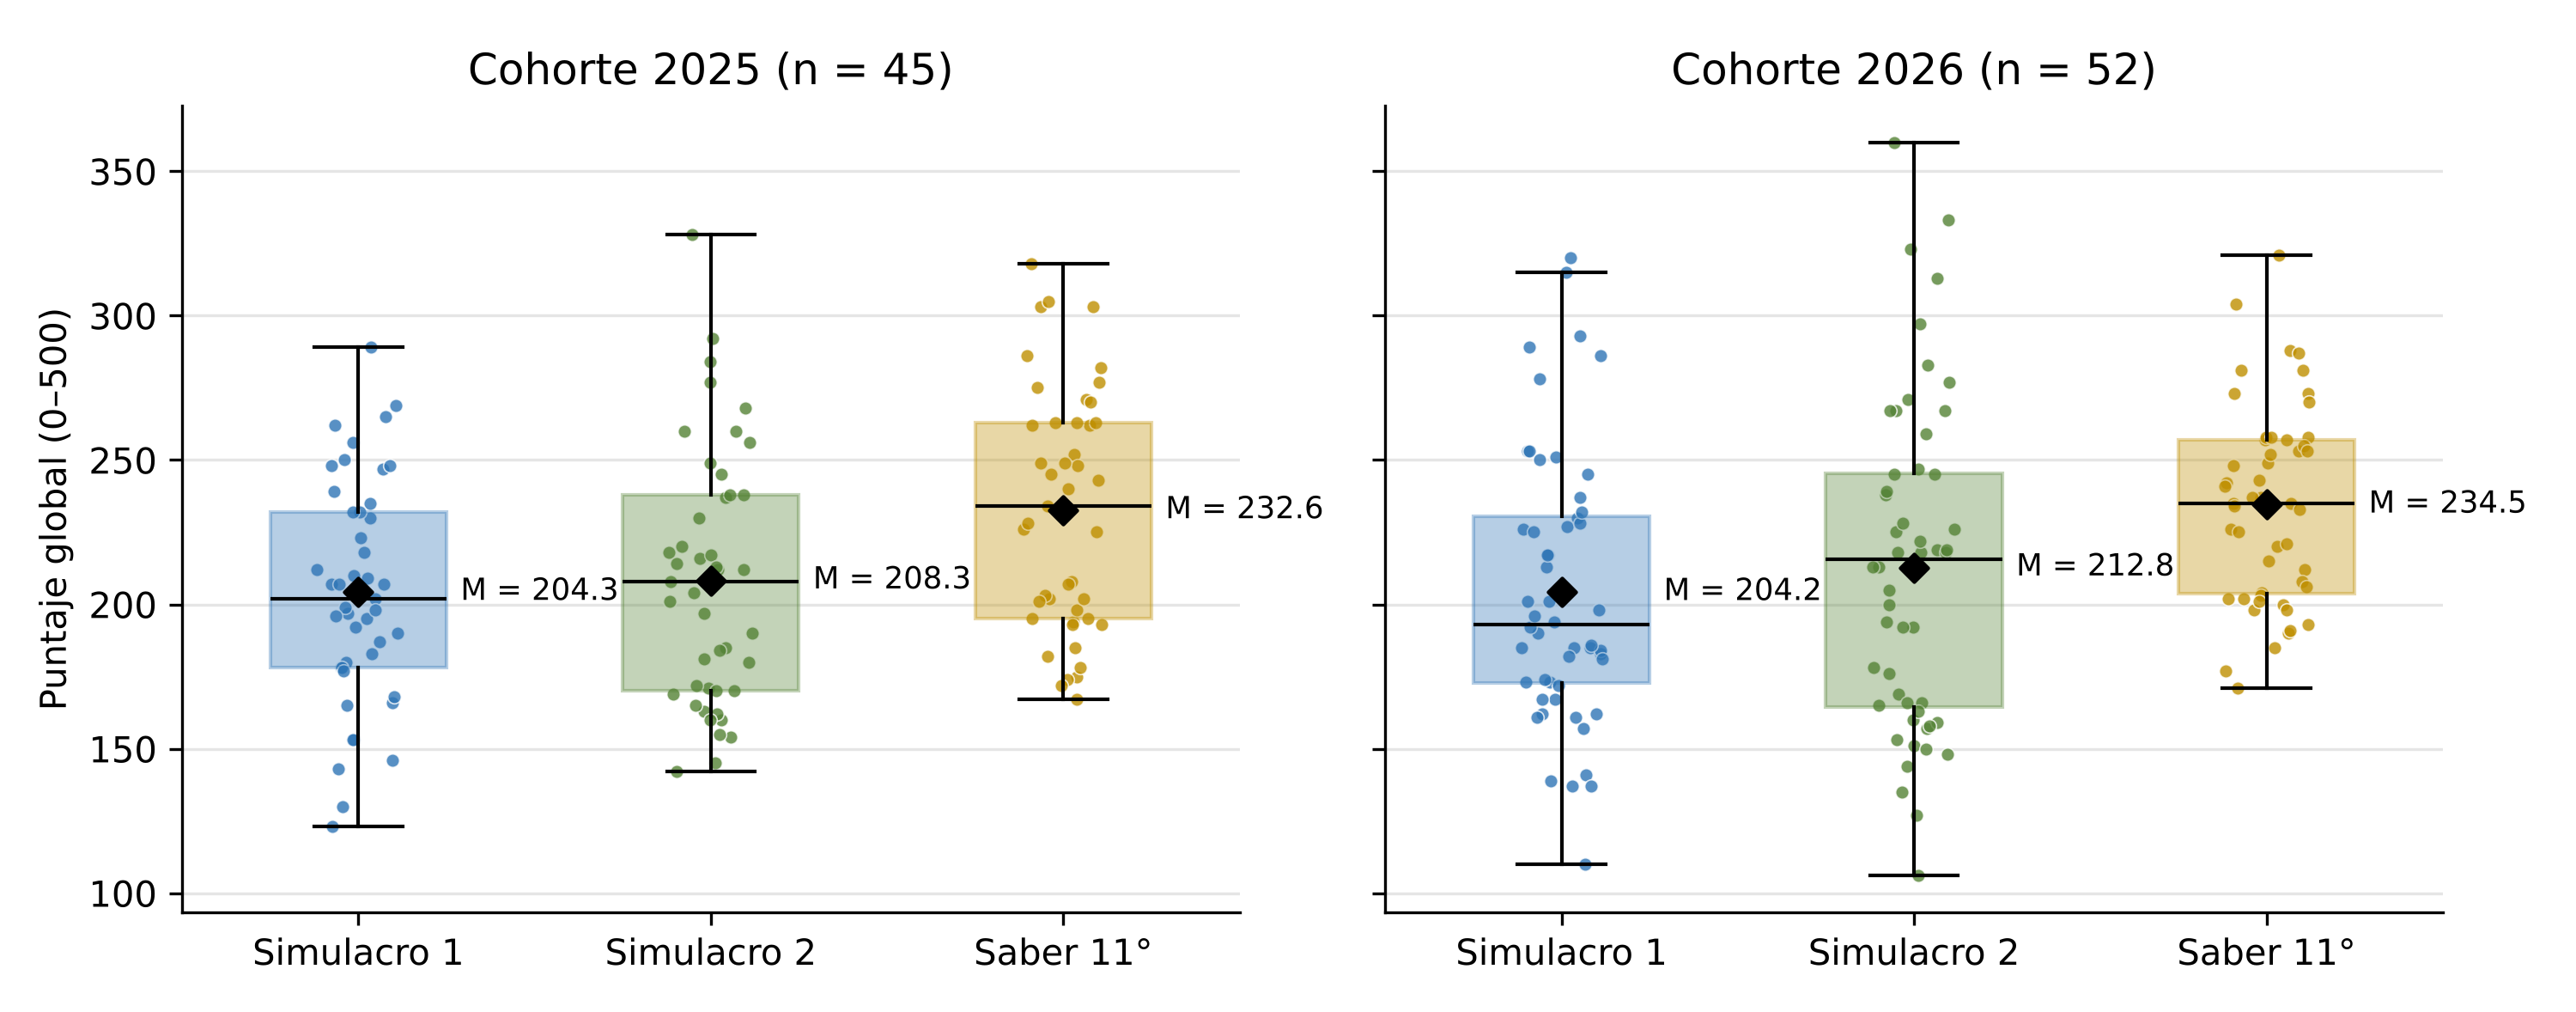 Cohorte 2025 (n = 45)
Puntaje global (0–500)
350
300
250
200
150
100
M = 204.3
M = 208.3
M = 232.6
Simulacro 1
Simulacro 2
Saber 11°
Cohorte 2026 (n = 52)
M = 204.2
M = 212.8
M = 234.5
Simulacro 1
Simulacro 2
Saber 11°